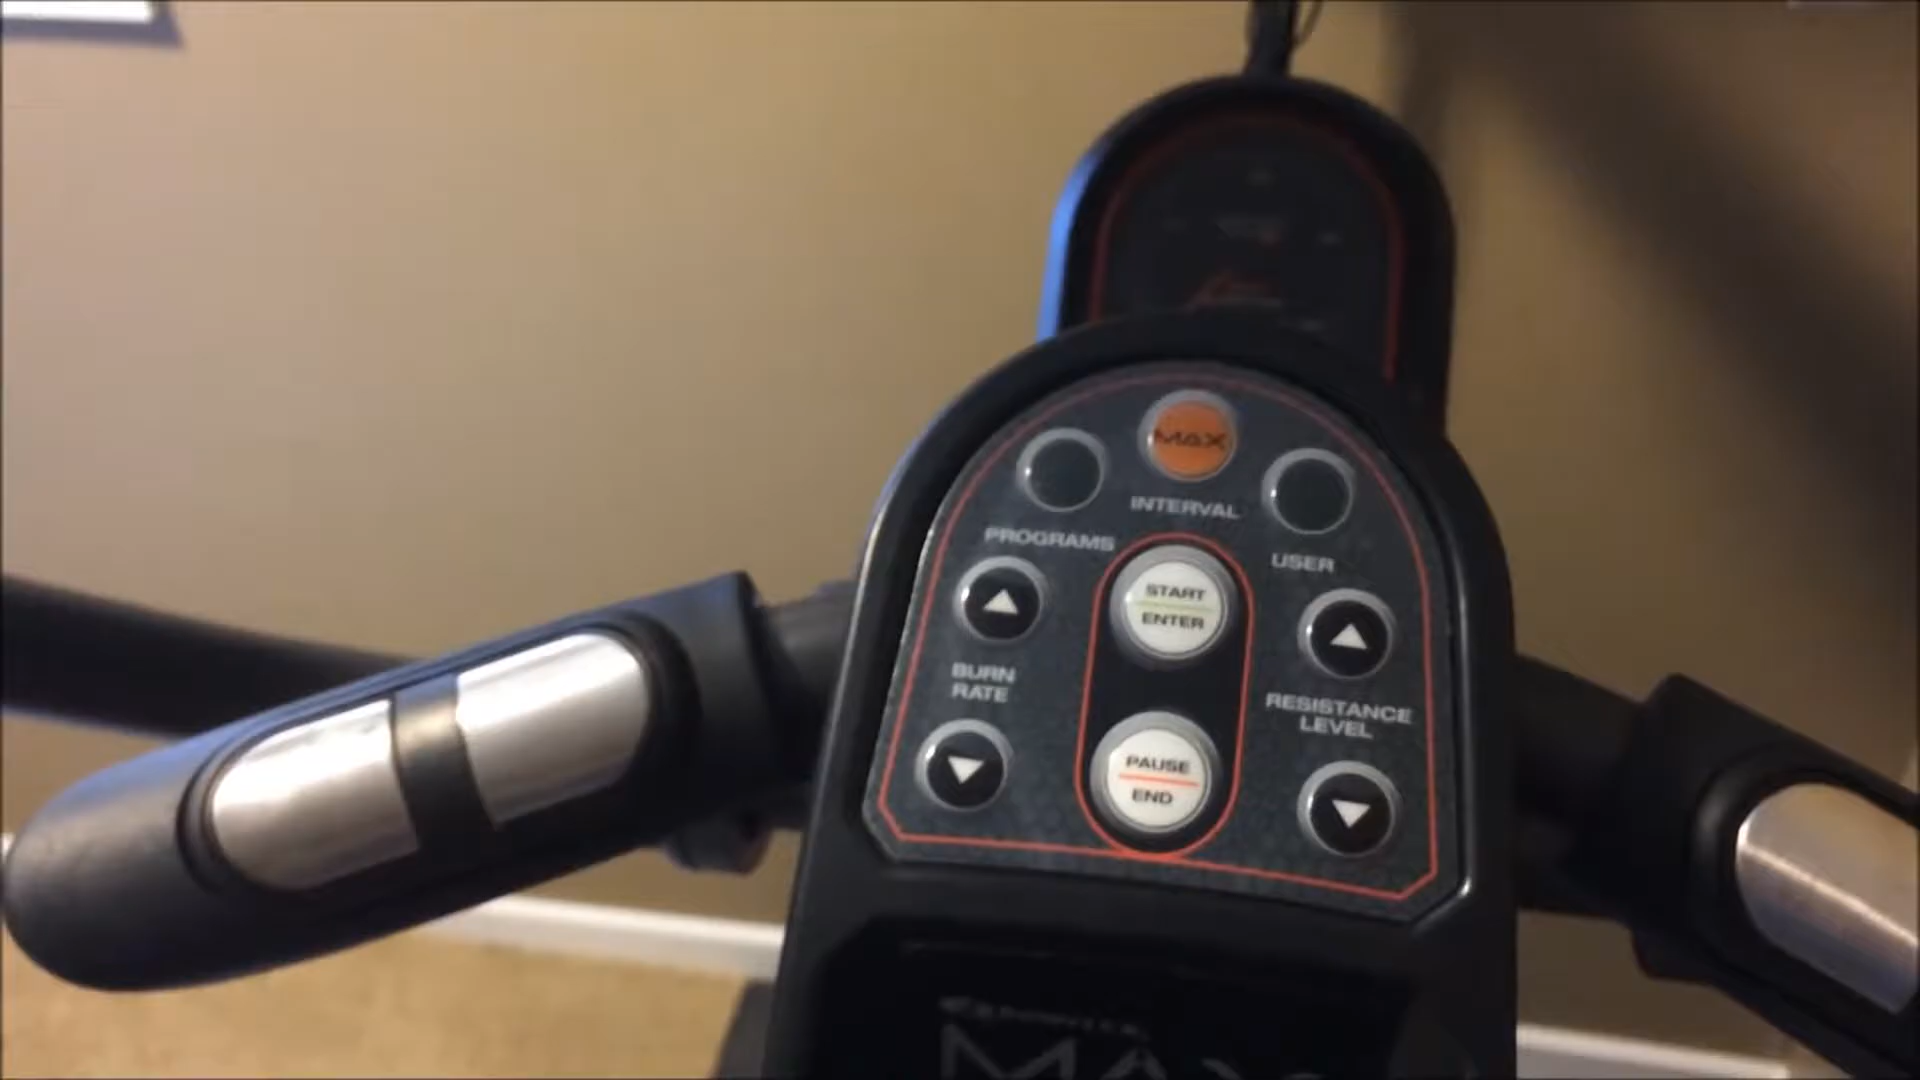 MAX
INTERVAL
PROGRAMS
USER
START
ENTER
BURN
RATE
RESISTANCE
LEVEL
PAUSE
END
MAX